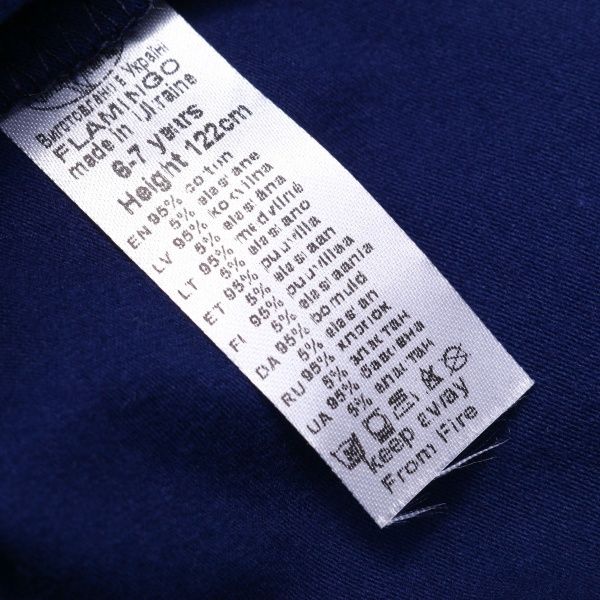 Виготовлено в Україні
FLAMINGO
made in Ukraine
6-7 years
Height 122cm
EN 95% cotton
5% elastane
LV 95% kokvilna
5% elastāna
LT 95% medvilnė
5% elastano
ET 95% puuvilla
5% elastaan
FI 95% puuvillaa
5% elastaania
DA 95% bomuld
5% elastan
RU 95% хлопок
5% эластан
UA 95% бавовна
5% еластан
keep away
From Fire